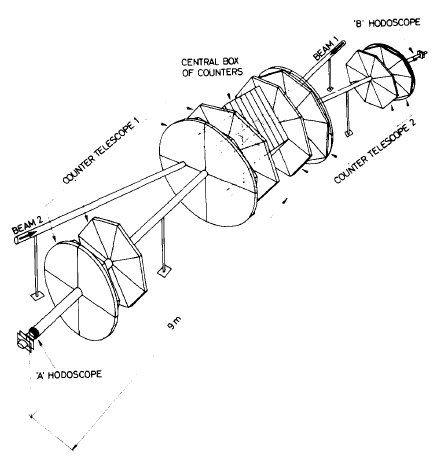 'B' HODOSCOPE
BEAM 1
CENTRAL BOX
OF COUNTERS
COUNTER TELESCOPE 1
COUNTER TELESCOPE 2
BEAM 2
9 m
'A' HODOSCOPE